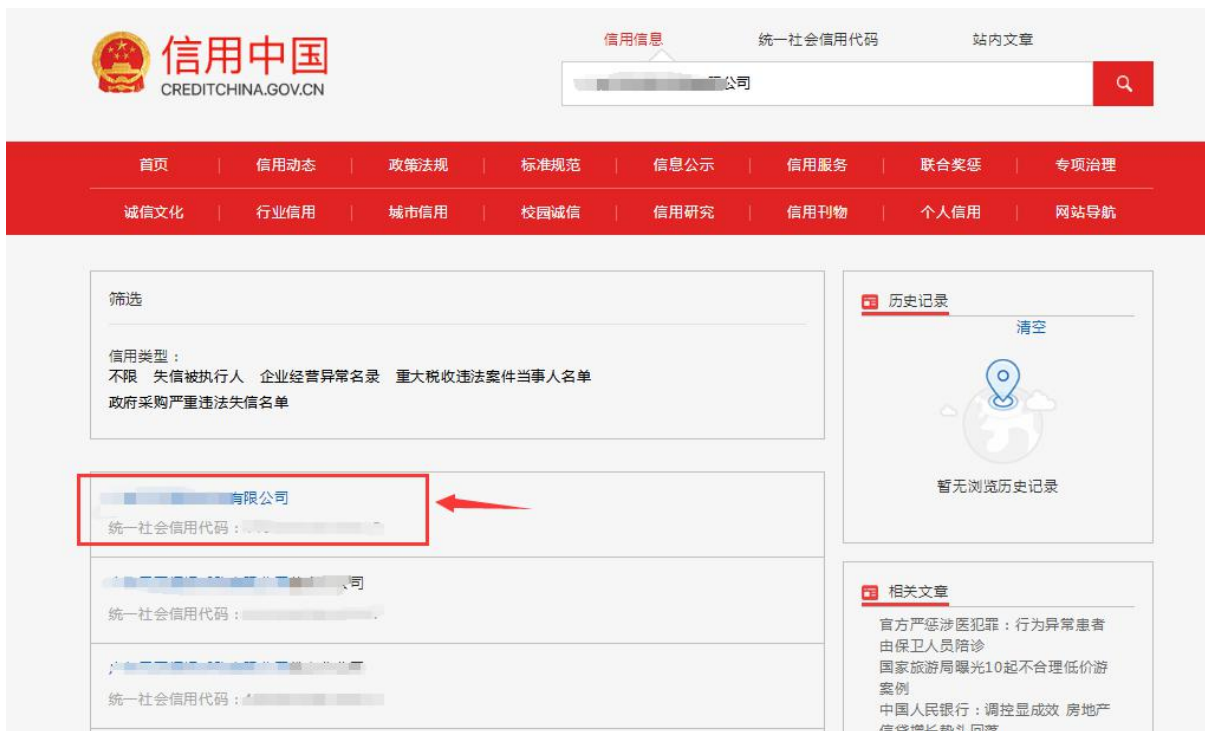 信用中国
CREDITCHINA.GOV.CN
信用信息 统一社会信用代码 站内文章
限公司
首页 信用动态 政策法规 标准规范 信息公示 信用服务 联合奖惩 专项治理
诚信文化 行业信用 城市信用 校园诚信 信用研究 信用刊物 个人信用 网站导航
筛选
信用类型：
不限 失信被执行人 企业经营异常名录 重大税收违法案件当事人名单
政府采购严重违法失信名单
有限公司
统一社会信用代码：
司
统一社会信用代码：
统一社会信用代码：
历史记录
清空
暂无浏览历史记录
相关文章
官方严惩涉医犯罪：行为异常患者
由保卫人员陪诊
国家旅游局曝光10起不合理低价游
案例
中国人民银行：调控显成效 房地产
信贷增长势头回落